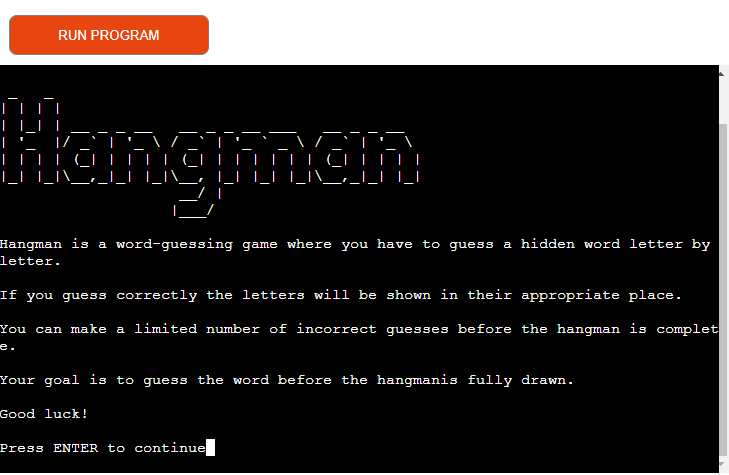 RUN PROGRAM
Hangman
Hangman is a word-guessing game where you have to guess a hidden word letter by
letter.
If you guess correctly the letters will be shown in their appropriate place.
You can make a limited number of incorrect guesses before the hangman is complet
e.
Your goal is to guess the word before the hangmanis fully drawn.
Good luck!
Press ENTER to continue